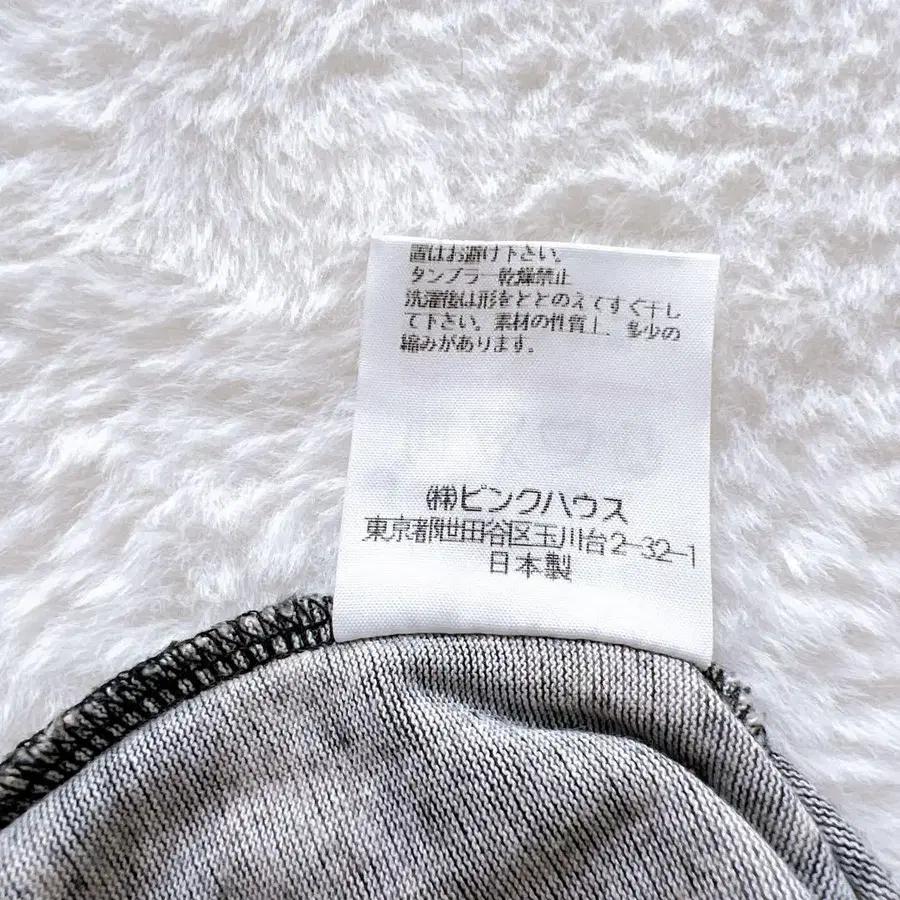 置はお避け下さい。
タンブラー乾燥禁止
洗濯後は形をととのえてすぐ干し
て下さい。素材の性質上、多少の
縮みがあります。
㈱ピンクハウス
東京都世田谷区玉川台2-32-1
日本製